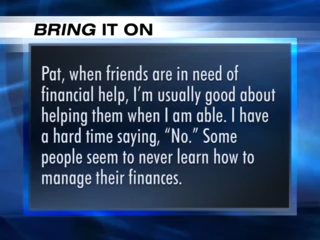 BRING IT ON
Pat, when friends are in need of
financial help, I'm usually good about
helping them when I am able. I have
a hard time saying, “No.” Some
people seem to never learn how to
manage their finances.